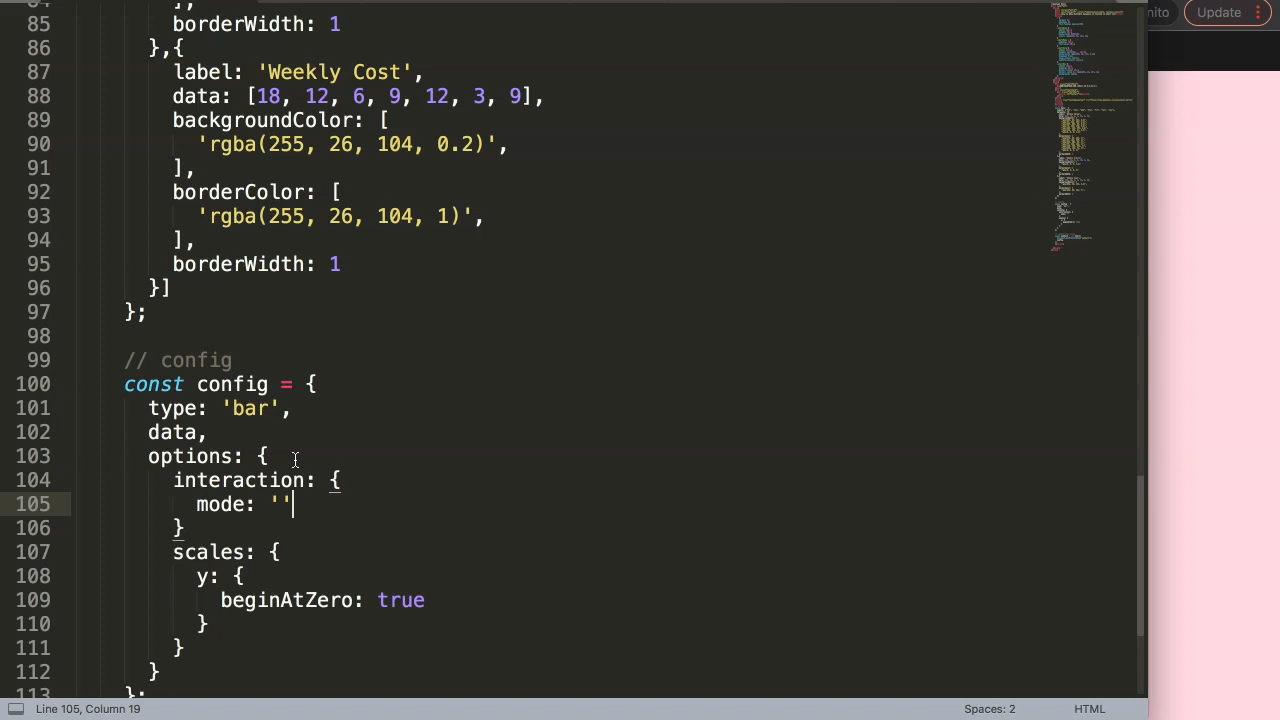 84 ],
85 borderWidth: 1
86 },{
87 label: 'Weekly Cost',
88 data: [18, 12, 6, 9, 12, 3, 9],
89 backgroundColor: [
90 'rgba(255, 26, 104, 0.2)',
91 ],
92 borderColor: [
93 'rgba(255, 26, 104, 1)',
94 ],
95 borderWidth: 1
96 }]
97 };
98
99 // config
100 const config = {
101 type: 'bar',
102 data,
103 options: {
104 interaction: {
105 mode: ''
106 }
107 scales: {
108 y: {
109 beginAtZero: true
110 }
111 }
112 }
113 };
Line 105, Column 19 Spaces: 2 HTML
Update